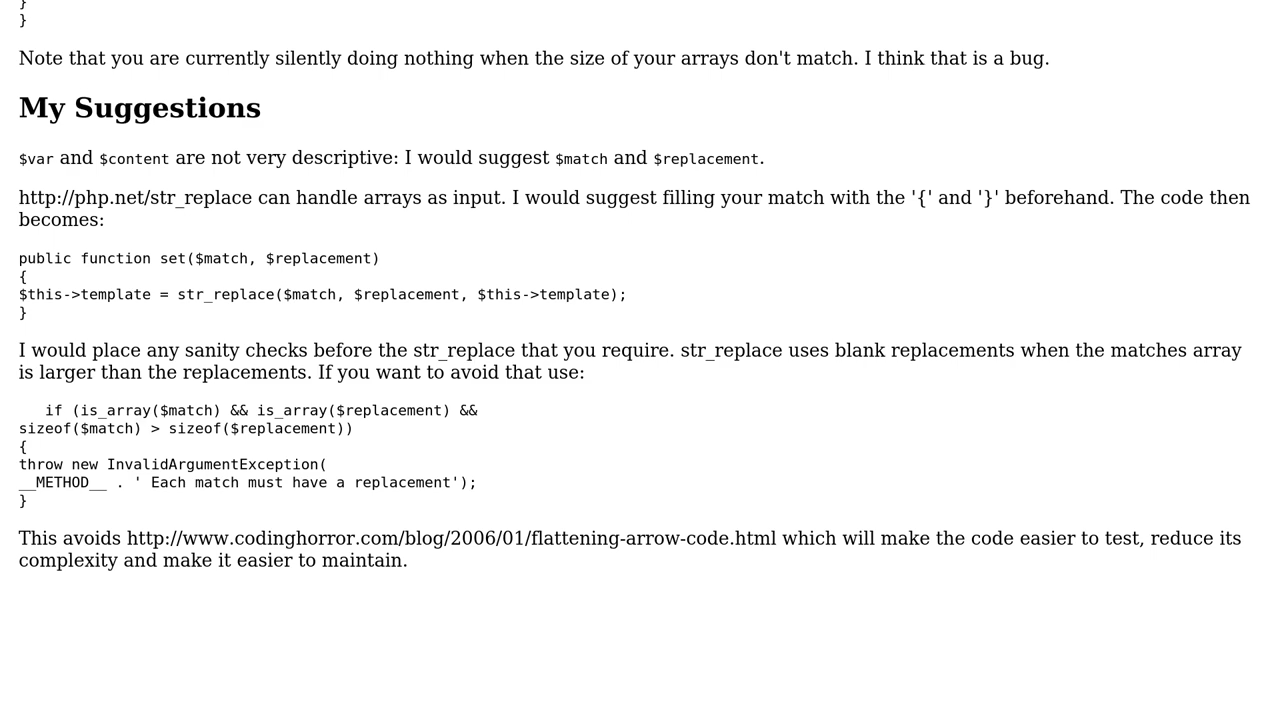 }
}
Note that you are currently silently doing nothing when the size of your arrays don't match. I think that is a bug.
My Suggestions
$var and $content are not very descriptive: I would suggest $match and $replacement.
http://php.net/str_replace can handle arrays as input. I would suggest filling your match with the '{' and '}' beforehand. The code then
becomes:
public function set($match, $replacement)
{
$this->template = str_replace($match, $replacement, $this->template);
}
I would place any sanity checks before the str_replace that you require. str_replace uses blank replacements when the matches array
is larger than the replacements. If you want to avoid that use:
   if (is_array($match) && is_array($replacement) &&
sizeof($match) > sizeof($replacement))
{
throw new InvalidArgumentException(
__METHOD__ . ' Each match must have a replacement');
}
This avoids http://www.codinghorror.com/blog/2006/01/flattening-arrow-code.html which will make the code easier to test, reduce its
complexity and make it easier to maintain.